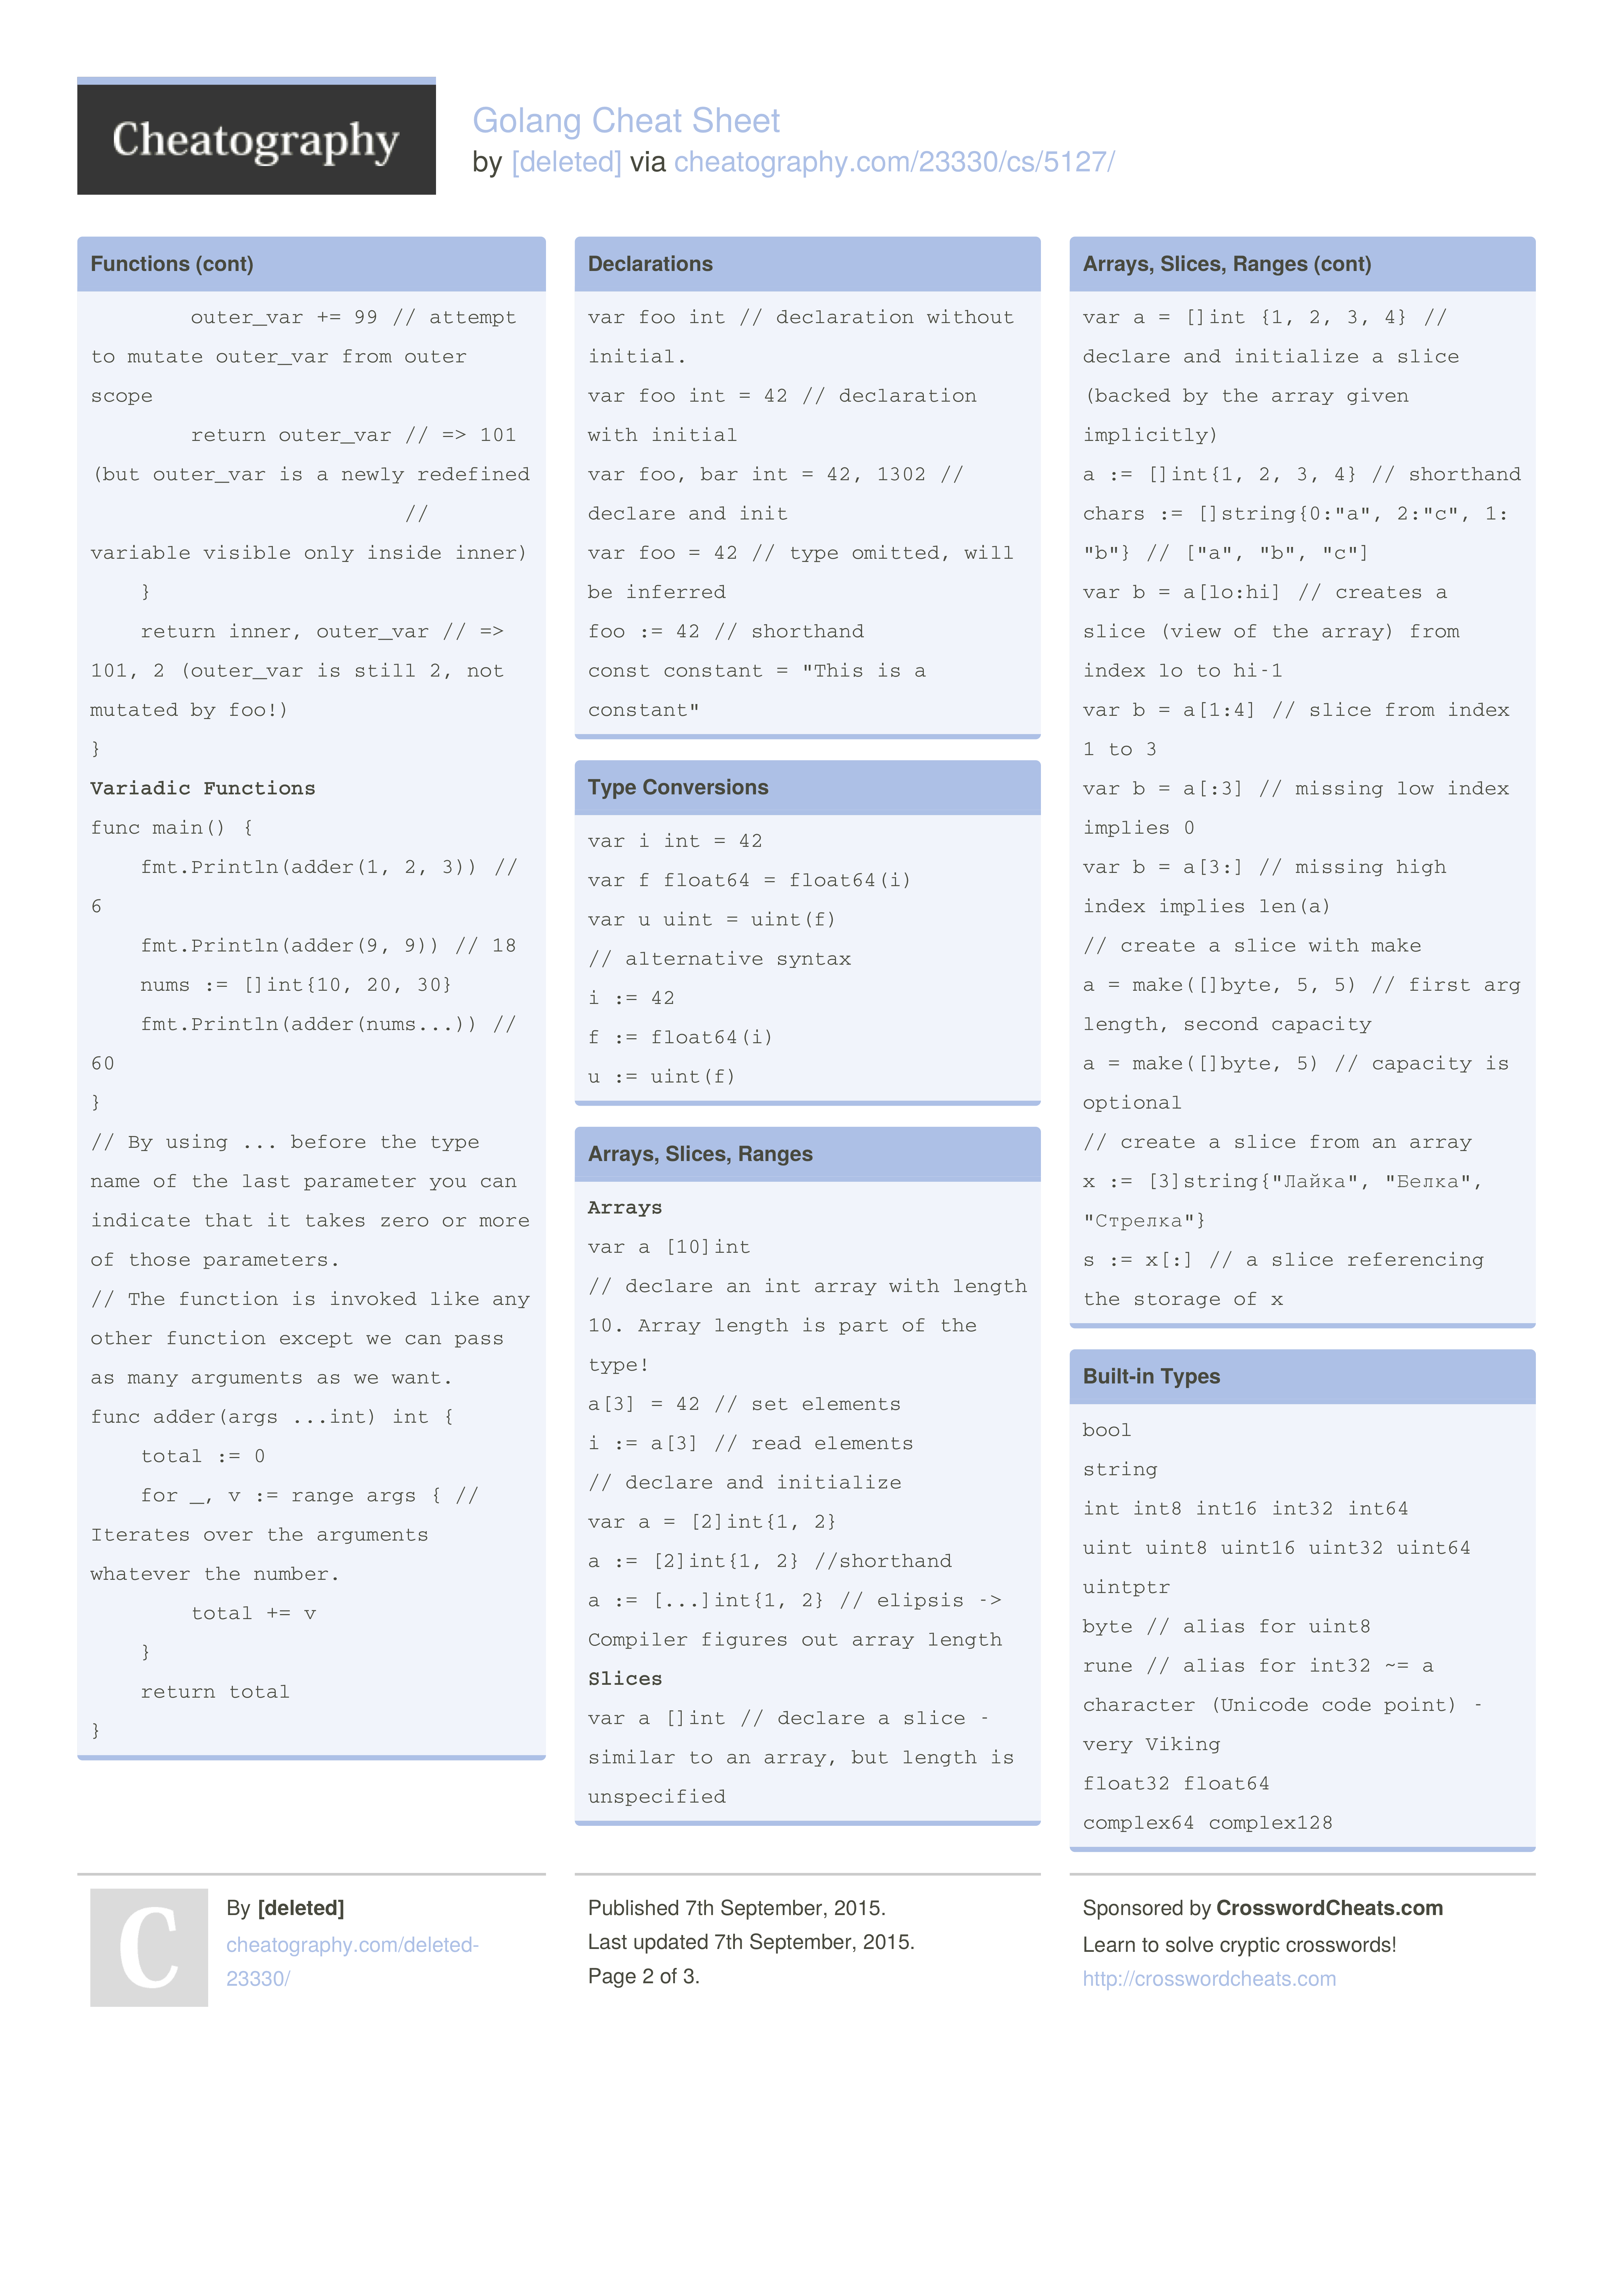 Cheatography
Golang Cheat Sheet
by [deleted] via cheatography.com/23330/cs/5127/
Functions (cont)
        outer_var += 99 // attempt
to mutate outer_var from outer
scope
        return outer_var // => 101
(but outer_var is a newly redefined
                         //
variable visible only inside inner)
    }
    return inner, outer_var // =>
101, 2 (outer_var is still 2, not
mutated by foo!)
}
Variadic Functions
func main() {
    fmt.Println(adder(1, 2, 3)) //
6
    fmt.Println(adder(9, 9)) // 18
    nums := []int{10, 20, 30}
    fmt.Println(adder(nums...)) //
60
}
// By using ... before the type
name of the last parameter you can
indicate that it takes zero or more
of those parameters.
// The function is invoked like any
other function except we can pass
as many arguments as we want.
func adder(args ...int) int {
    total := 0
    for _, v := range args { //
Iterates over the arguments
whatever the number.
        total += v
    }
    return total
}
Declarations
var foo int // declaration without
initial.
var foo int = 42 // declaration
with initial
var foo, bar int = 42, 1302 //
declare and init
var foo = 42 // type omitted, will
be inferred
foo := 42 // shorthand
const constant = "This is a
constant"
Type Conversions
var i int = 42
var f float64 = float64(i)
var u uint = uint(f)
// alternative syntax
i := 42
f := float64(i)
u := uint(f)
Arrays, Slices, Ranges
Arrays
var a [10]int
// declare an int array with length
10. Array length is part of the
type!
a[3] = 42 // set elements
i := a[3] // read elements
// declare and initialize
var a = [2]int{1, 2}
a := [2]int{1, 2} //shorthand
a := [...]int{1, 2} // elipsis ->
Compiler figures out array length
Slices
var a []int // declare a slice -
similar to an array, but length is
unspecified
Arrays, Slices, Ranges (cont)
var a = []int {1, 2, 3, 4} //
declare and initialize a slice
(backed by the array given
implicitly)
a := []int{1, 2, 3, 4} // shorthand
chars := []string{0:"a", 2:"c", 1:
"b"} // ["a", "b", "c"]
var b = a[lo:hi] // creates a
slice (view of the array) from
index lo to hi-1
var b = a[1:4] // slice from index
1 to 3
var b = a[:3] // missing low index
implies 0
var b = a[3:] // missing high
index implies len(a)
// create a slice with make
a = make([]byte, 5, 5) // first arg
length, second capacity
a = make([]byte, 5) // capacity is
optional
// create a slice from an array
x := [3]string{"Лайка", "Белка",
"Стрелка"}
s := x[:] // a slice referencing
the storage of x
Built-in Types
bool
string
int int8 int16 int32 int64
uint uint8 uint16 uint32 uint64
uintptr
byte // alias for uint8
rune // alias for int32 ~= a
character (Unicode code point) -
very Viking
float32 float64
complex64 complex128
C
By [deleted]
cheatography.com/deleted-
23330/
Published 7th September, 2015.
Last updated 7th September, 2015.
Page 2 of 3.
Sponsored by CrosswordCheats.com
Learn to solve cryptic crosswords!
http://crosswordcheats.com